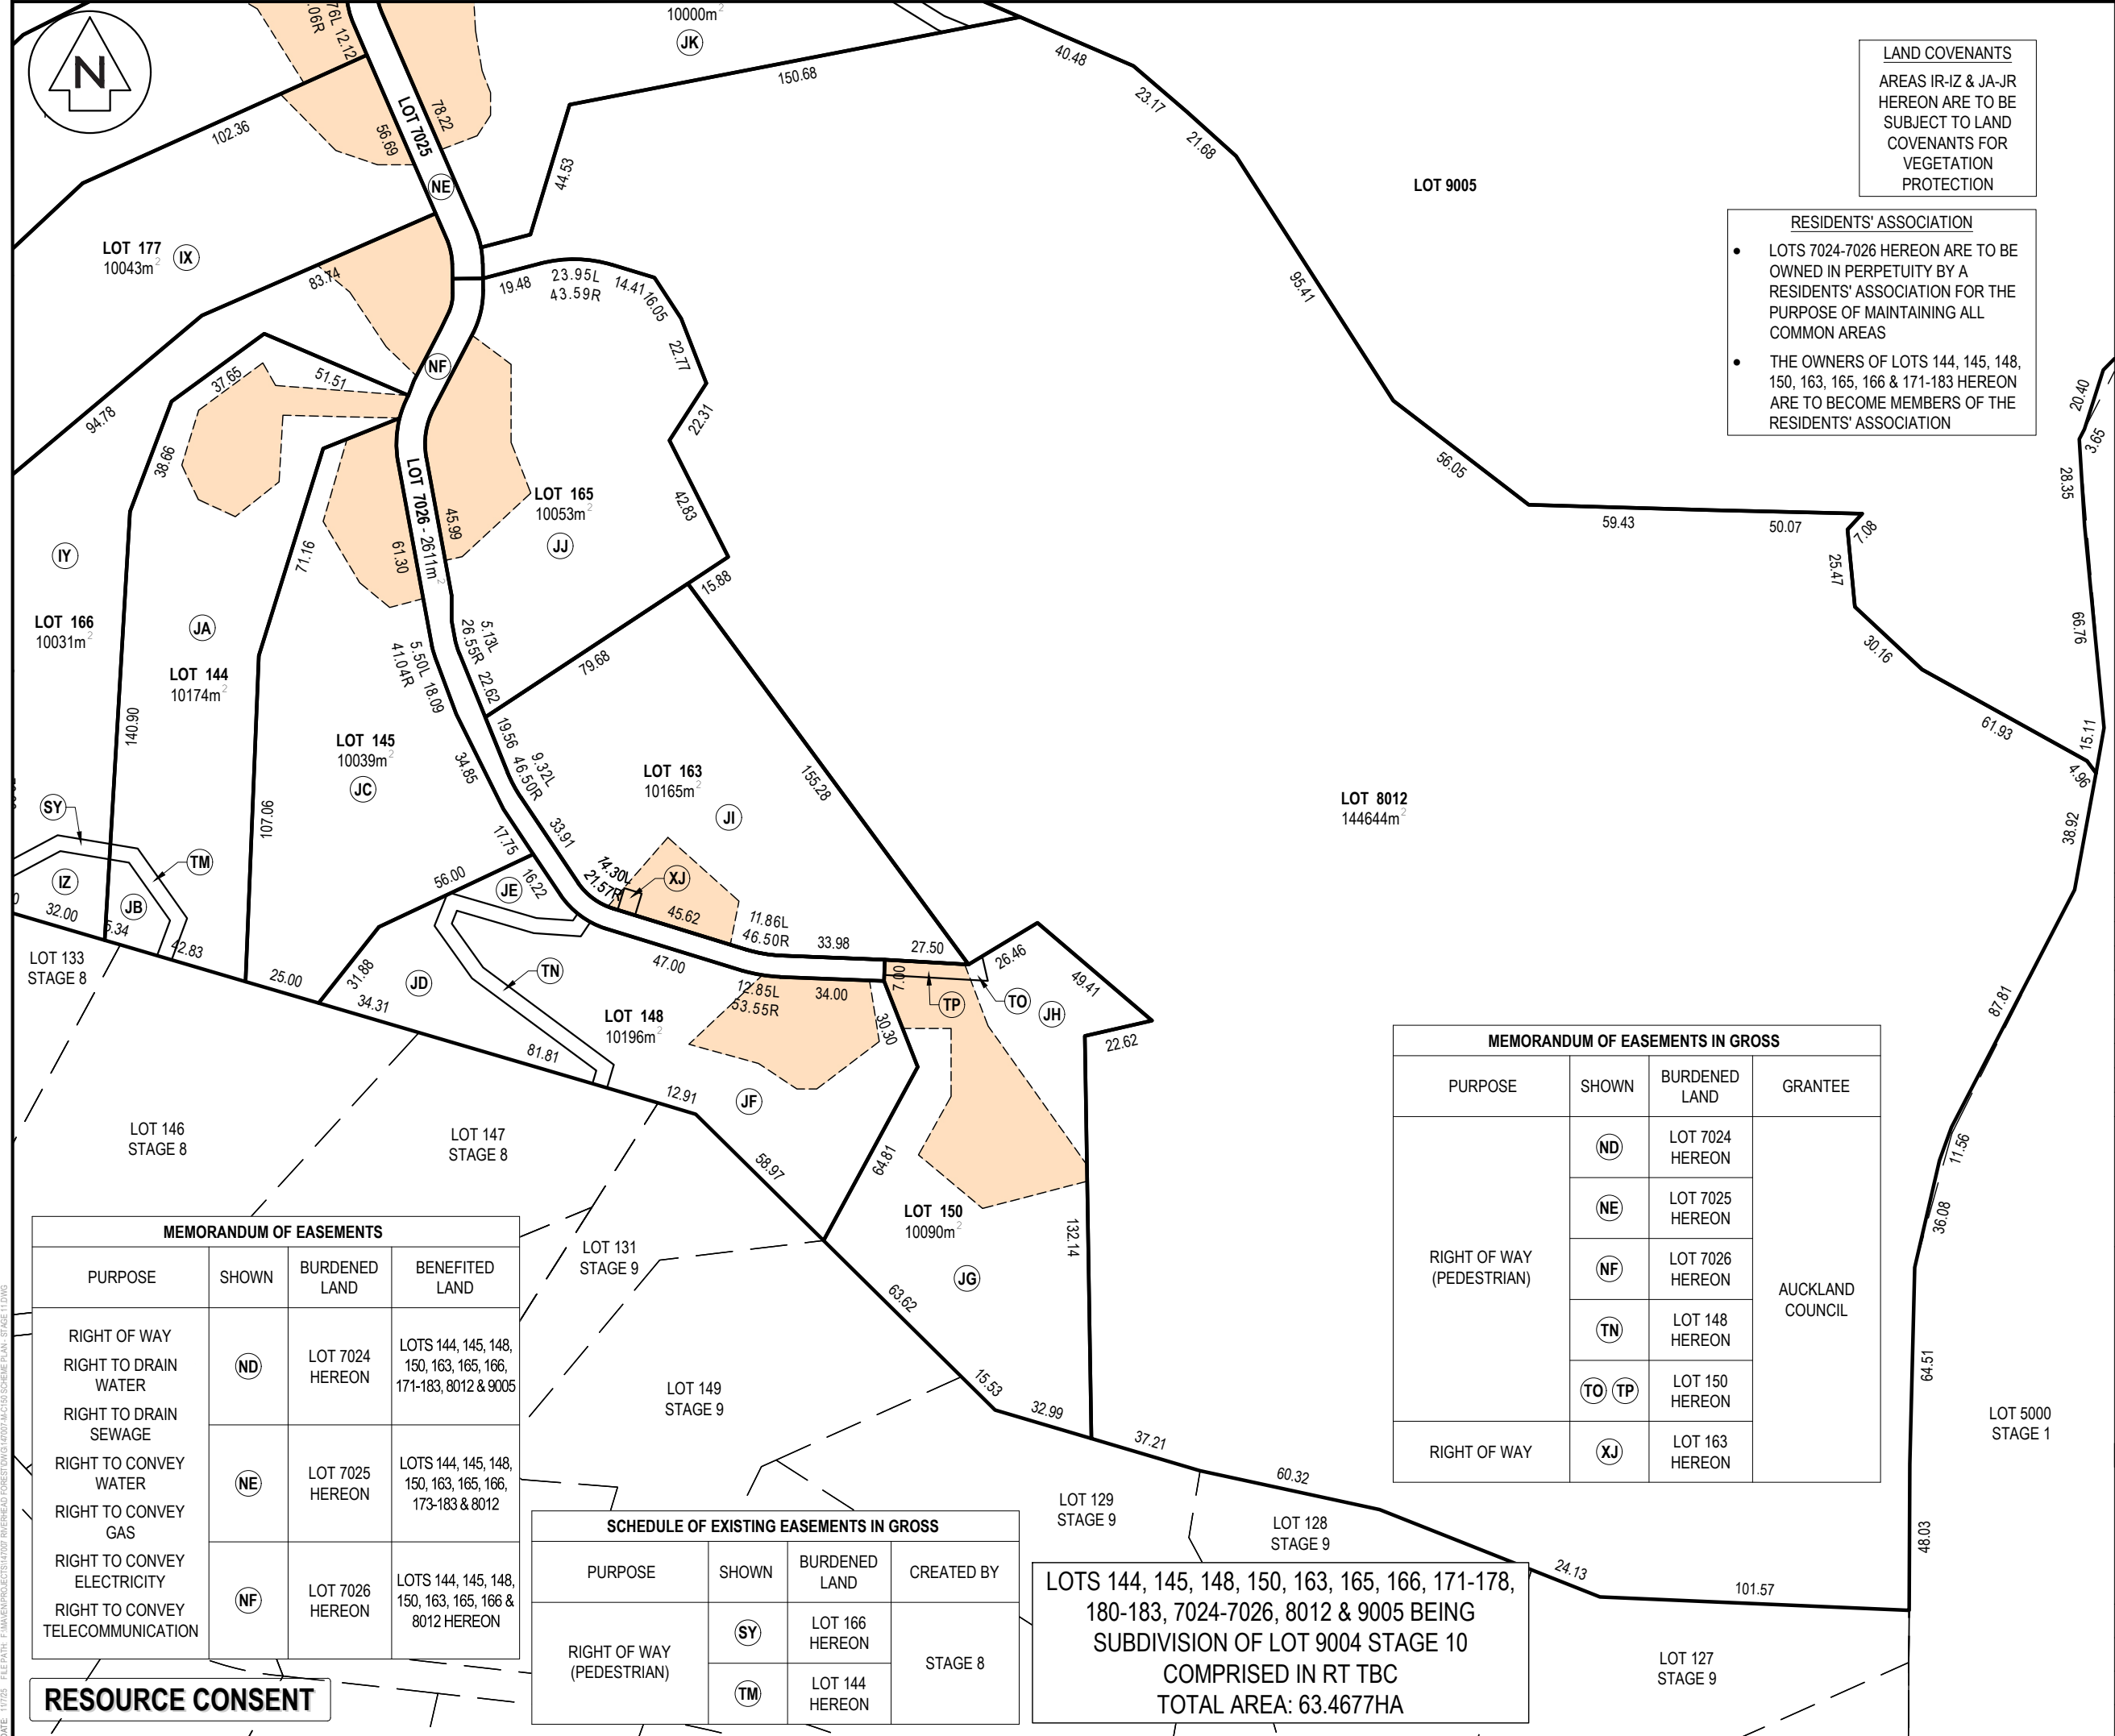 N
10000m²
JK
76L 12.12
.06R
102.36
LOT 7025
78.22
56.69
NE
44.53
150.68
40.48
23.17
21.68
95.41
LOT 9005
LAND COVENANTS
AREAS IR-IZ & JA-JR
HEREON ARE TO BE
SUBJECT TO LAND
COVENANTS FOR
VEGETATION
PROTECTION
RESIDENTS' ASSOCIATION
• LOTS 7024-7026 HEREON ARE TO BE
OWNED IN PERPETUITY BY A
RESIDENTS' ASSOCIATION FOR THE
PURPOSE OF MAINTAINING ALL
COMMON AREAS
• THE OWNERS OF LOTS 144, 145, 148,
150, 163, 165, 166 & 171-183 HEREON
ARE TO BECOME MEMBERS OF THE
RESIDENTS' ASSOCIATION
LOT 177
10043m²
IX
83.74
94.78
19.48
23.95L
43.59R
14.41
16.05
22.77
22.31
42.83
15.88
NF
37.65
51.51
38.66
71.16
LOT 7026 - 2611m²
45.99
61.30
LOT 165
10053m²
JJ
56.05
59.43
50.07
7.08
25.47
30.16
61.93
4.96
20.40
3.65
28.35
66.76
15.11
38.92
87.81
11.56
36.08
64.51
48.03
IY
LOT 166
10031m²
JA
LOT 144
10174m²
140.90
5.13L
26.55R
22.62
5.50L
41.04R
18.09
79.68
LOT 145
10039m²
JC
34.85
19.56
9.32L
46.50R
33.91
LOT 163
10165m²
JI
155.28
LOT 8012
144644m²
107.06
17.75
SY
TM
IZ
JB
32.00
5.34
42.83
25.00
56.00
JE
16.22
14.30L
21.57R
XJ
45.62
11.86L
46.50R
33.98
27.50
26.46
49.41
22.62
LOT 133
STAGE 8
31.88
34.31
JD
TN
47.00
12.85L
53.55R
34.00
7.00
TP
TO
JH
30.30
LOT 148
10196m²
81.81
12.91
JF
58.97
64.81
LOT 150
10090m²
JG
132.14
63.62
15.53
32.99
37.21
60.32
24.13
101.57
LOT 146
STAGE 8
LOT 147
STAGE 8
LOT 131
STAGE 9
LOT 149
STAGE 9
LOT 129
STAGE 9
LOT 128
STAGE 9
LOT 127
STAGE 9
LOT 5000
STAGE 1
MEMORANDUM OF EASEMENTS IN GROSS
PURPOSE SHOWN BURDENED LAND GRANTEE
RIGHT OF WAY
(PEDESTRIAN)
ND LOT 7024 HEREON
NE LOT 7025 HEREON
NF LOT 7026 HEREON
TN LOT 148 HEREON
TO TP LOT 150 HEREON
RIGHT OF WAY XJ LOT 163 HEREON
AUCKLAND
COUNCIL
MEMORANDUM OF EASEMENTS
PURPOSE SHOWN BURDENED LAND BENEFITED LAND
RIGHT OF WAY
RIGHT TO DRAIN
WATER
RIGHT TO DRAIN
SEWAGE
RIGHT TO CONVEY
WATER
RIGHT TO CONVEY
GAS
RIGHT TO CONVEY
ELECTRICITY
RIGHT TO CONVEY
TELECOMMUNICATION
ND
LOT 7024
HEREON
LOTS 144, 145, 148,
150, 163, 165, 166,
171-183, 8012 & 9005
NE
LOT 7025
HEREON
LOTS 144, 145, 148,
150, 163, 165, 166,
173-183 & 8012
NF
LOT 7026
HEREON
LOTS 144, 145, 148,
150, 163, 165, 166 &
8012 HEREON
SCHEDULE OF EXISTING EASEMENTS IN GROSS
PURPOSE SHOWN BURDENED LAND CREATED BY
RIGHT OF WAY
(PEDESTRIAN)
SY LOT 166 HEREON
TM LOT 144 HEREON
STAGE 8
LOTS 144, 145, 148, 150, 163, 165, 166, 171-178,
180-183, 7024-7026, 8012 & 9005 BEING
SUBDIVISION OF LOT 9004 STAGE 10
COMPRISED IN RT TBC
TOTAL AREA: 63.4677HA
RESOURCE CONSENT